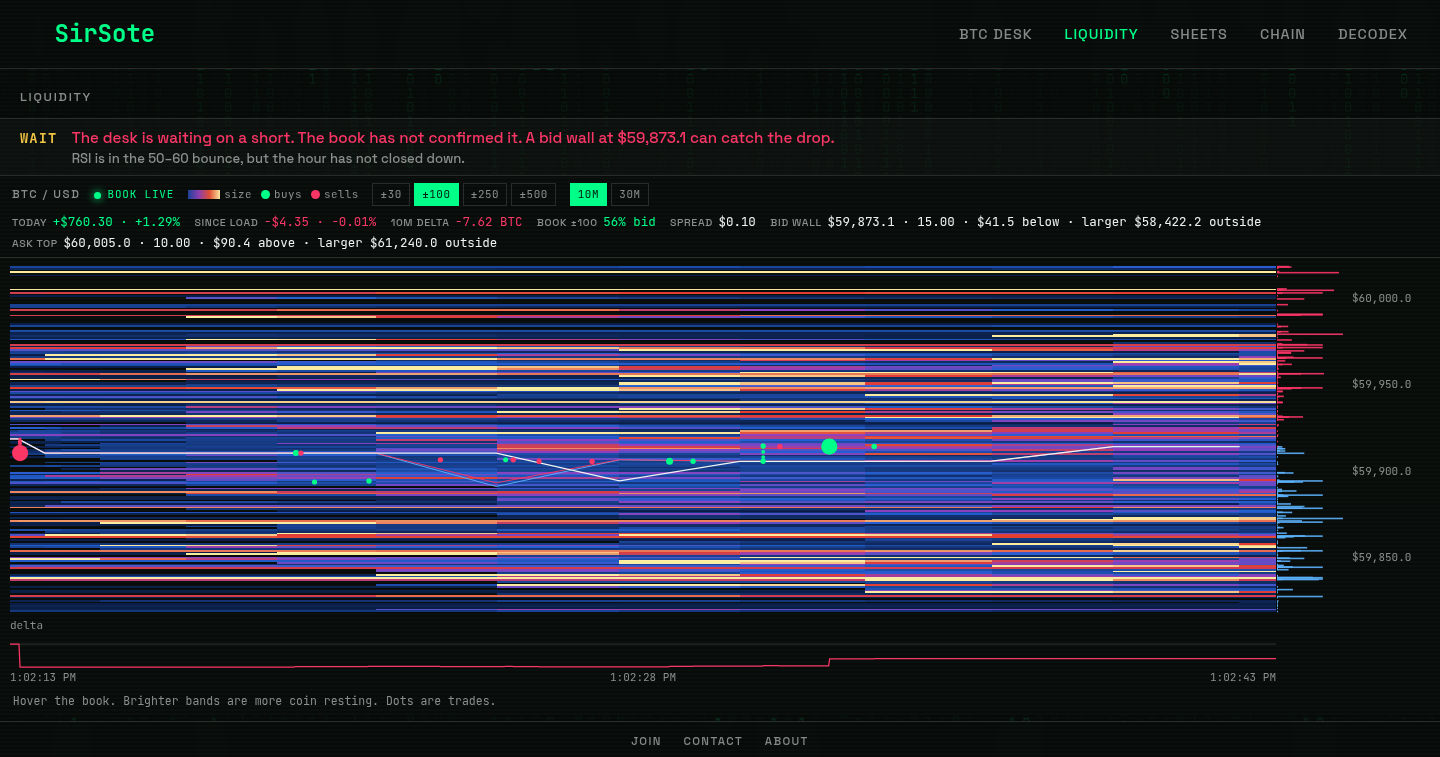 SirSote
BTC DESK LIQUIDITY SHEETS CHAIN DECODEX
LIQUIDITY
WAIT The desk is waiting on a short. The book has not confirmed it. A bid wall at $59,873.1 can catch the drop.
RSI is in the 50–60 bounce, but the hour has not closed down.
BTC / USD BOOK LIVE size buys sells ±30 ±100 ±250 ±500 10M 30M
TODAY +$760.30 · +1.29% SINCE LOAD -$4.35 · -0.01% 10M DELTA -7.62 BTC BOOK ±100 56% bid SPREAD $0.10 BID WALL $59,873.1 · 15.00 · $41.5 below · larger $58,422.2 outside
ASK TOP $60,005.0 · 10.00 · $90.4 above · larger $61,240.0 outside
$60,000.0
$59,950.0
$59,900.0
$59,850.0
delta
1:02:13 PM 1:02:28 PM 1:02:43 PM
Hover the book. Brighter bands are more coin resting. Dots are trades.
JOIN CONTACT ABOUT